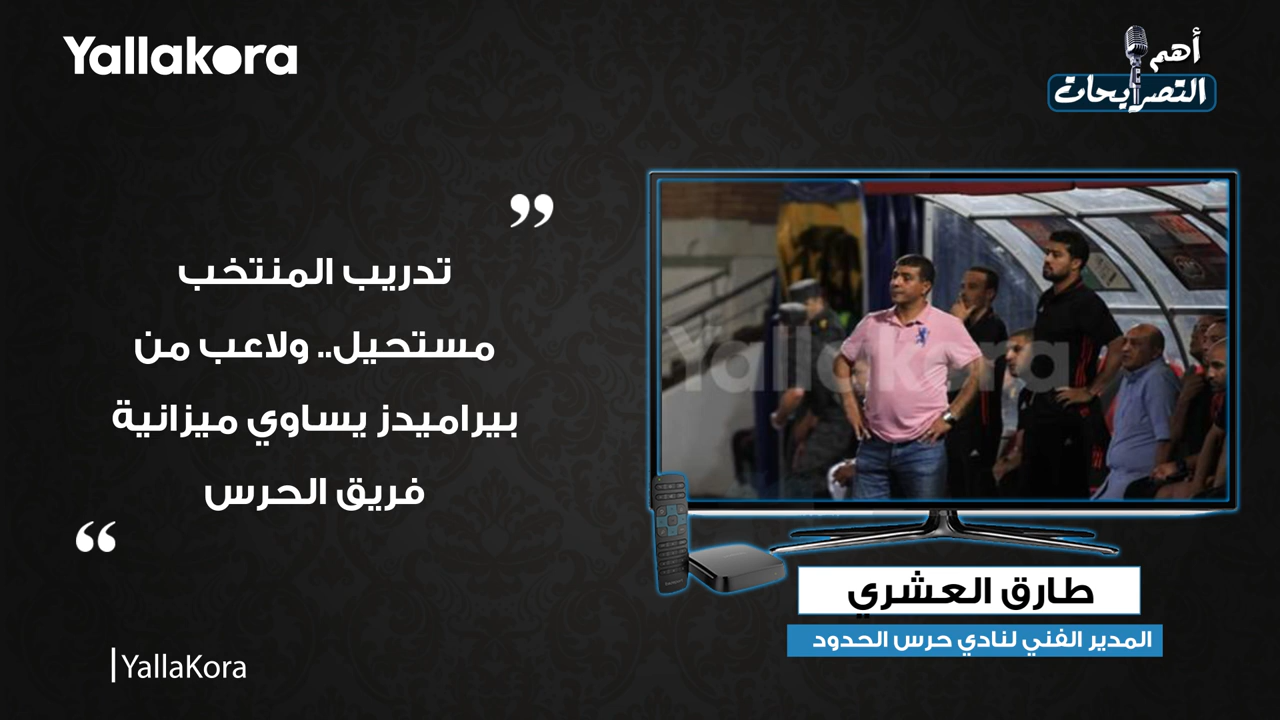 Yallakora
أهم
التصريحات
”
تدريب المنتخب
مستحيل.. ولاعب من
بيراميدز يساوي ميزانية
فريق الحرس
“
Yallakora
طارق العشري
المدير الفني لنادي حرس الحدود
|YallaKora